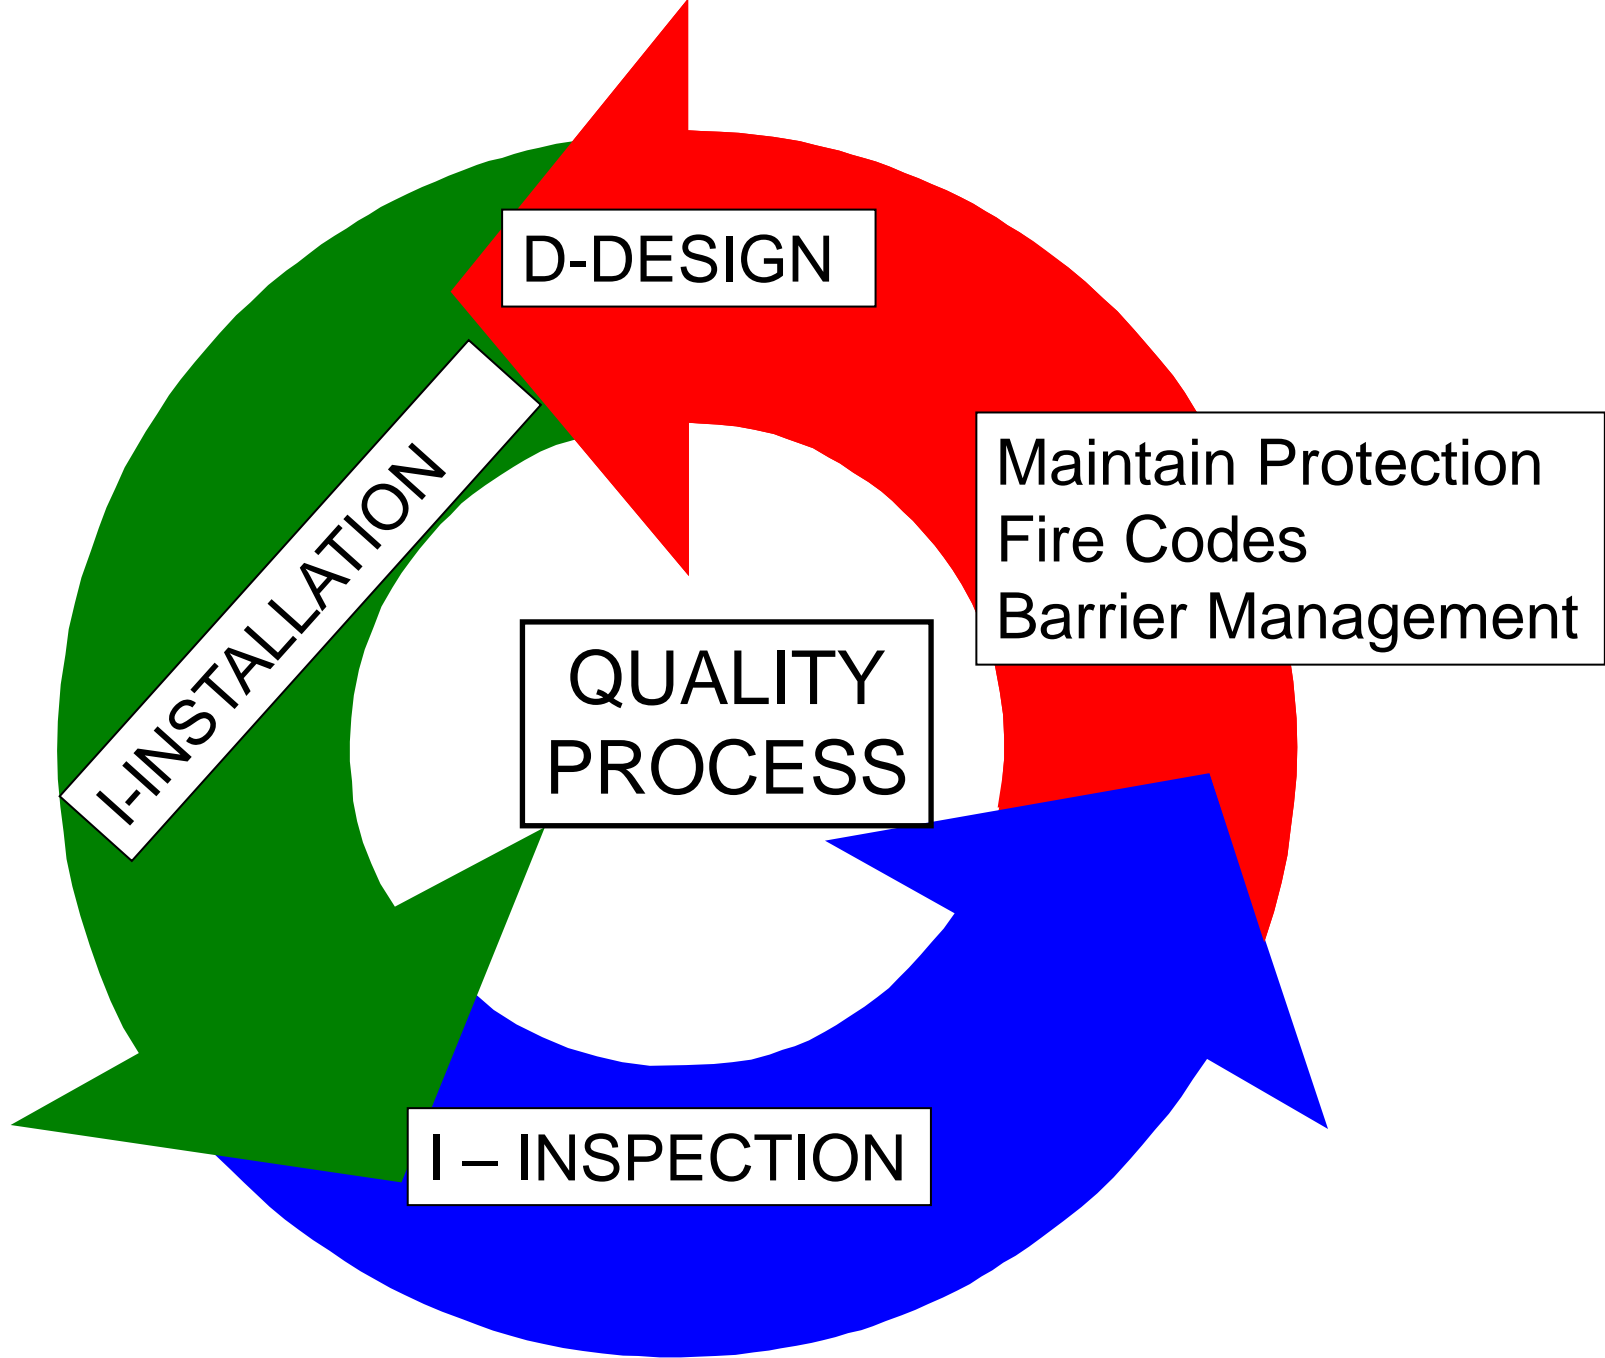 D-DESIGN
I-INSTALLATION
Maintain Protection
Fire Codes
Barrier Management
QUALITY
PROCESS
I – INSPECTION